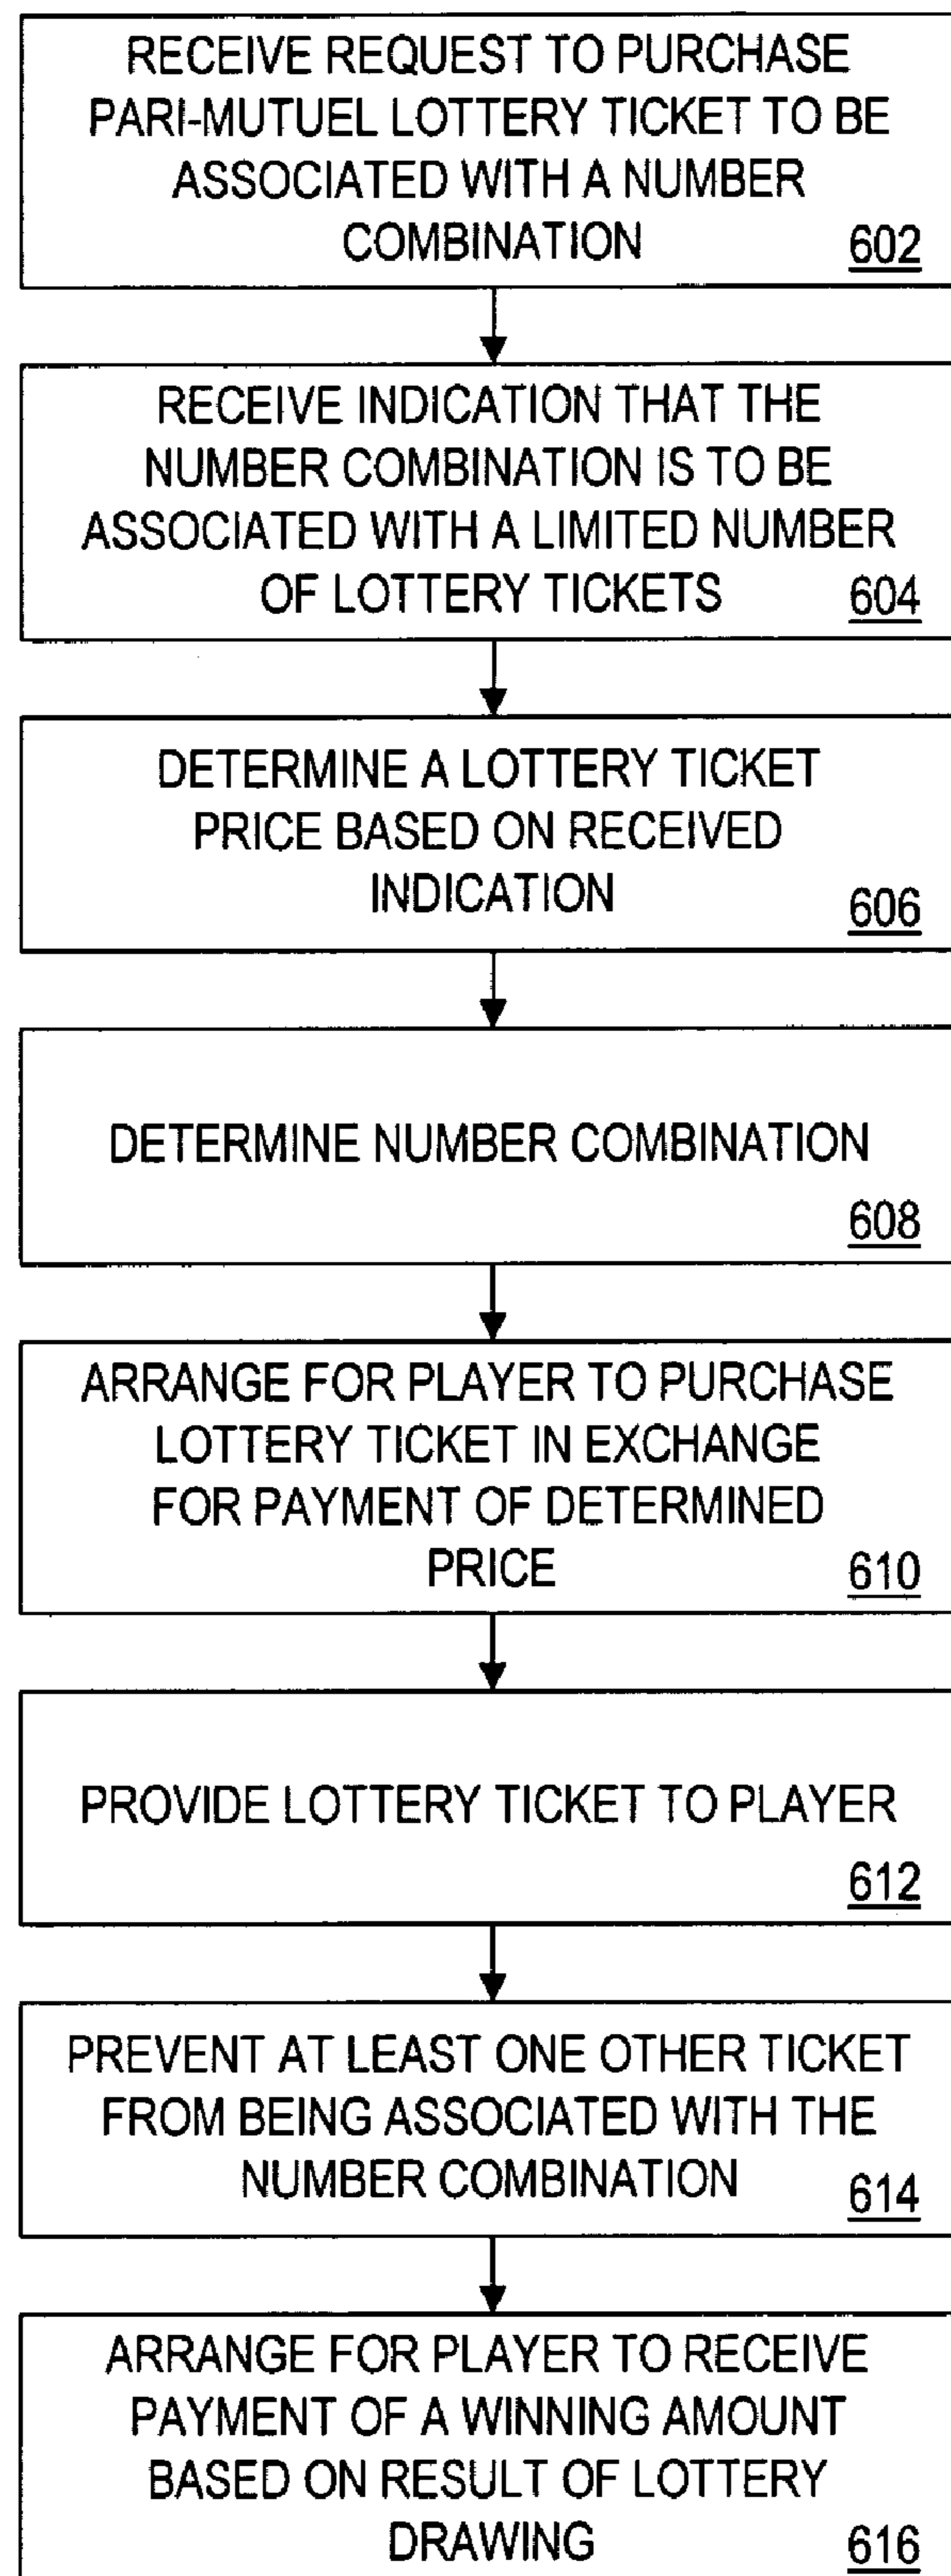 RECEIVE REQUEST TO PURCHASE
PARI-MUTUEL LOTTERY TICKET TO BE
ASSOCIATED WITH A NUMBER
COMBINATION 602
RECEIVE INDICATION THAT THE
NUMBER COMBINATION IS TO BE
ASSOCIATED WITH A LIMITED NUMBER
OF LOTTERY TICKETS 604
DETERMINE A LOTTERY TICKET
PRICE BASED ON RECEIVED
INDICATION 606
DETERMINE NUMBER COMBINATION
608
ARRANGE FOR PLAYER TO PURCHASE
LOTTERY TICKET IN EXCHANGE
FOR PAYMENT OF DETERMINED
PRICE 610
PROVIDE LOTTERY TICKET TO PLAYER
612
PREVENT AT LEAST ONE OTHER TICKET
FROM BEING ASSOCIATED WITH THE
NUMBER COMBINATION 614
ARRANGE FOR PLAYER TO RECEIVE
PAYMENT OF A WINNING AMOUNT
BASED ON RESULT OF LOTTERY
DRAWING 616